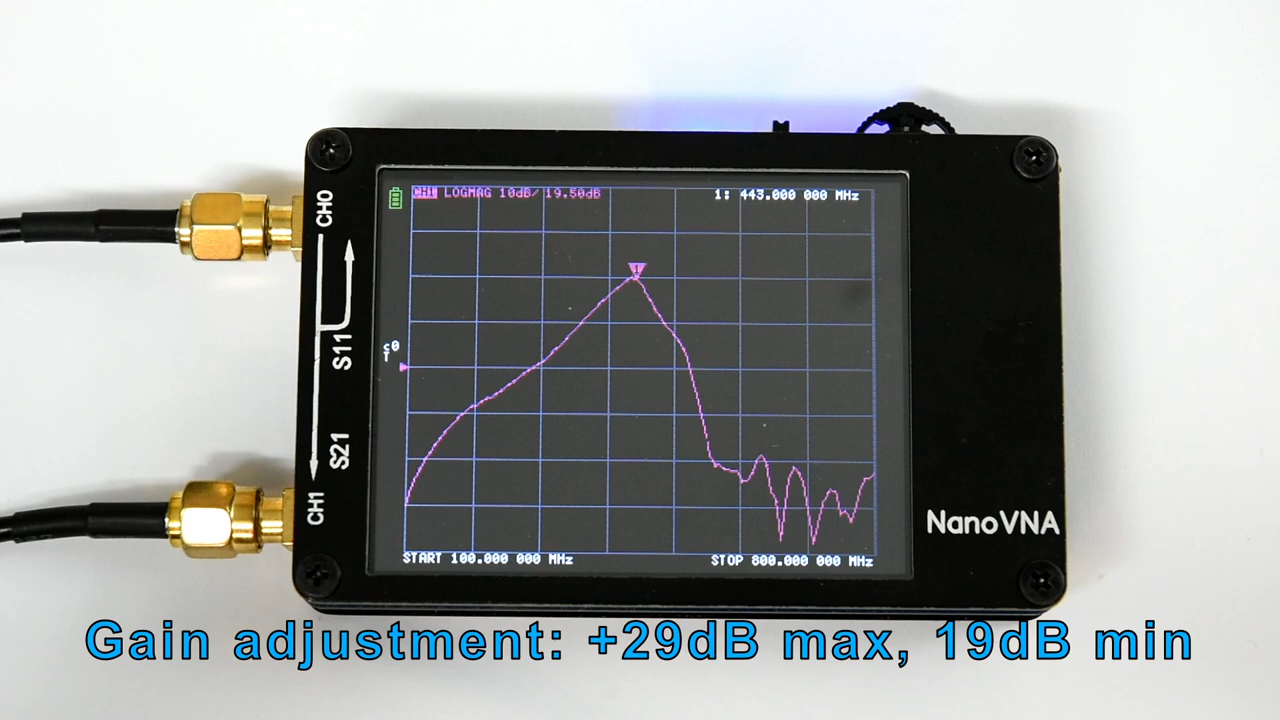 CH1 LOGMAG 10dB/ 19.50dB
1: 443.000 000 MHz
CH0
S11
S21
CH1
1
START 100.000 000 MHz
STOP 800.000 000 MHz
NanoVNA
Gain adjustment: +29dB max, 19dB min